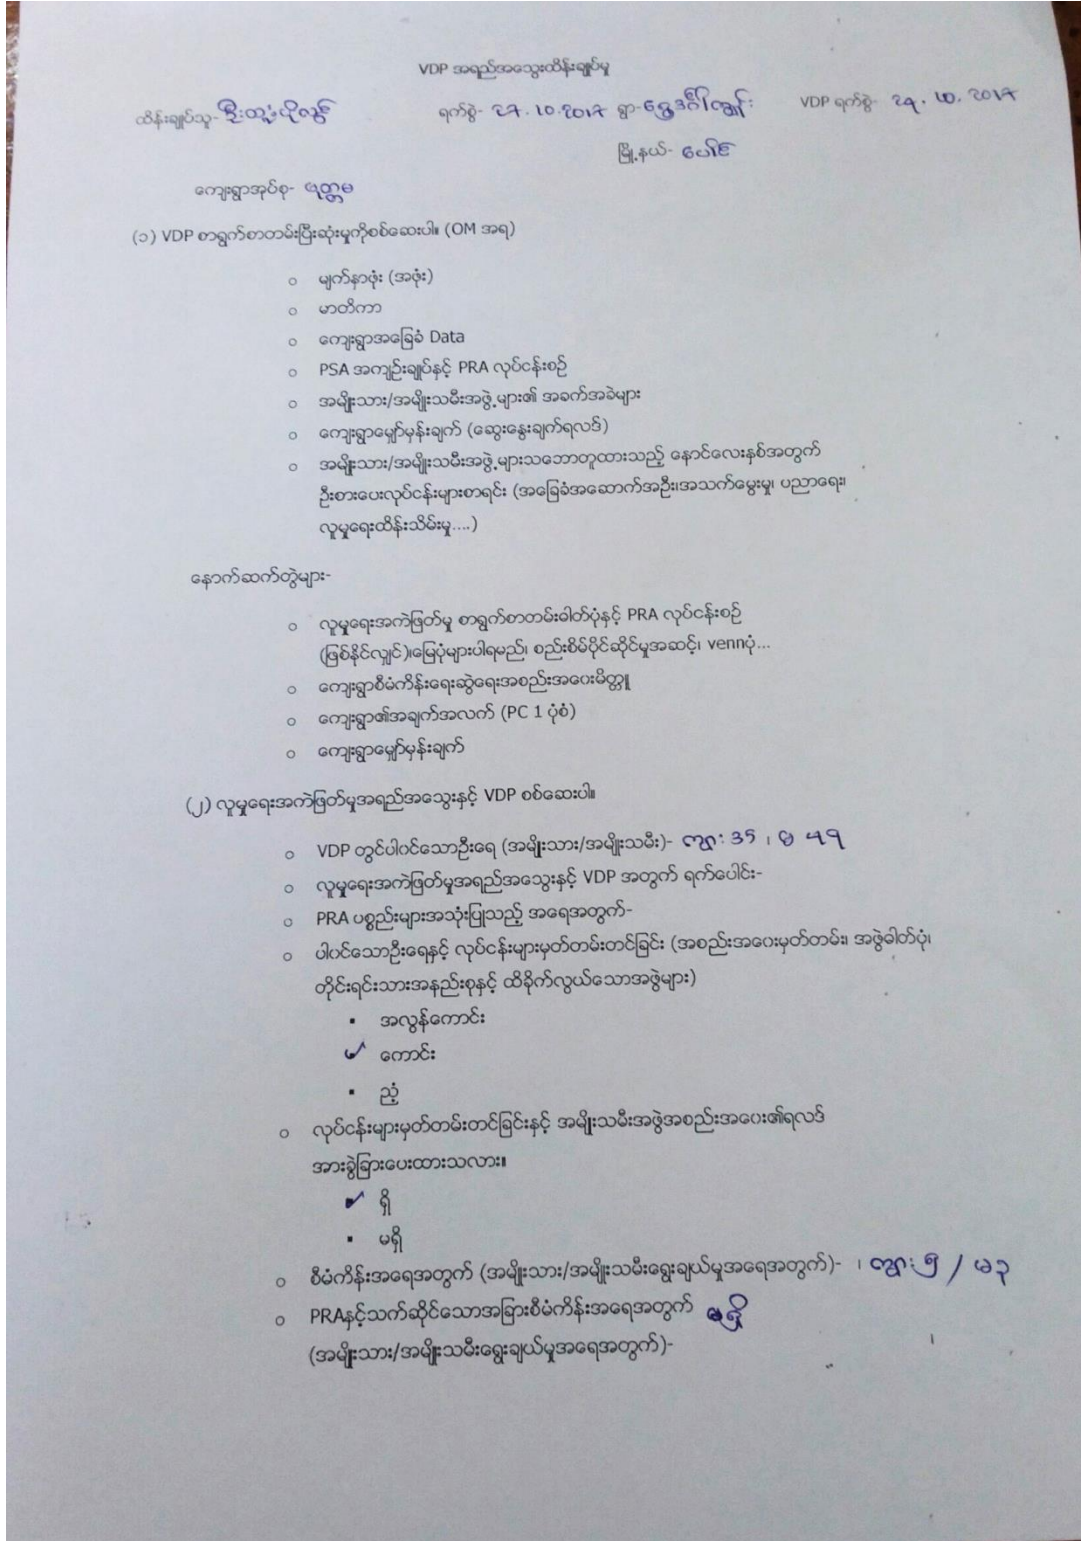 VDP အရည်အသွေးထိန်းချုပ်မှု
ထိန်းချုပ်သူ- ဦးထွန်းလိုလွင် ရက်စွဲ- 27.10.2017 ရွာ-ရွှေဒင်္ဂါကျွန်း VDP ရက်စွဲ- 29.10.2017
မြို့နယ်- ပေါင်
ကျေးရွာအုပ်စု- ဇုတ္တမ
(၁) VDP စာရွက်စာတမ်းပြီးဆုံးမှုကိုစစ်ဆေးပါ။ (OM အရ)
o မျက်နှာဖုံး (အဖုံး)
o မာတိကာ
o ကျေးရွာအခြေခံ Data
o PSA အကျဉ်းချုပ်နှင့် PRA လုပ်ငန်းစဉ်
o အမျိုးသား/အမျိုးသမီးအဖွဲ့များ၏ အခက်အခဲများ
o ကျေးရွာမျှော်မှန်းချက် (ဆွေးနွေးချက်ရလဒ်)
o အမျိုးသား/အမျိုးသမီးအဖွဲ့များသဘောတူထားသည့် နောင်လေးနှစ်အတွက်
ဦးစားပေးလုပ်ငန်းများစာရင်း (အခြေခံအဆောက်အဦး၊အသက်မွေးမှု၊ ပညာရေး၊
လူမှုရေးထိန်းသိမ်းမှု....)
နောက်ဆက်တွဲများ-
o လူမှုရေးအကဲဖြတ်မှု စာရွက်စာတမ်းဓါတ်ပုံနှင့် PRA လုပ်ငန်းစဉ်
(ဖြစ်နိုင်လျှင်)၊မြေပုံများပါရမည်၊ စည်းစိမ်ပိုင်ဆိုင်မှုအဆင့်၊ vennပုံ...
o ကျေးရွာစီမံကိန်းရေးဆွဲရေးအစည်းအဝေးမိတ္တူ
o ကျေးရွာ၏အချက်အလက် (PC 1 ပုံစံ)
o ကျေးရွာမျှော်မှန်းချက်
(၂) လူမှုရေးအကဲဖြတ်မှုအရည်အသွေးနှင့် VDP စစ်ဆေးပါ။
o VDP တွင်ပါဝင်သောဦးရေ (အမျိုးသား/အမျိုးသမီး)- ကျား 35 ၊ မ 49
o လူမှုရေးအကဲဖြတ်မှုအရည်အသွေးနှင့် VDP အတွက် ရက်ပေါင်း-
o PRA ပစ္စည်းများအသုံးပြုသည့် အရေအတွက်-
o ပါဝင်သောဦးရေနှင့် လုပ်ငန်းများမှတ်တမ်းတင်ခြင်း (အစည်းအဝေးမှတ်တမ်း၊ အဖွဲဓါတ်ပုံ၊
တိုင်းရင်းသားအနည်းစုနှင့် ထိခိုက်လွယ်သောအဖွဲများ)
▪ အလွန်ကောင်း
✓ ကောင်း
▪ ညံ့
o လုပ်ငန်းများမှတ်တမ်းတင်ခြင်းနှင့် အမျိုးသမီးအဖွဲအစည်းအဝေး၏ရလဒ်
အားခွဲခြားပေးထားသလား။
✓ ရှိ
▪ မရှိ
o စီမံကိန်းအရေအတွက် (အမျိုးသား/အမျိုးသမီးရွေးချယ်မှုအရေအတွက်)- ၊ ကျား ၅ / မ ၃
o PRAနှင့်သက်ဆိုင်သောအခြားစီမံကိန်းအရေအတွက် မရှိ
(အမျိုးသား/အမျိုးသမီးရွေးချယ်မှုအရေအတွက်)-